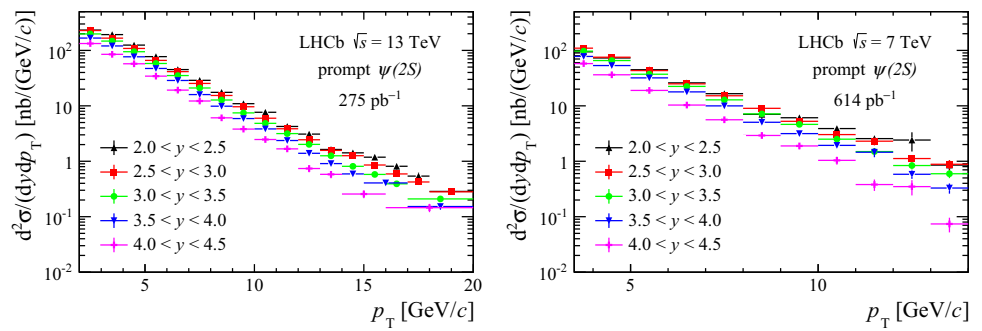 d²σ/(dydp_T) [nb/(GeV/c)]
10²
10
1
10⁻¹
10⁻²
LHCb √s = 13 TeV
prompt ψ(2S)
275 pb⁻¹
2.0 < y < 2.5
2.5 < y < 3.0
3.0 < y < 3.5
3.5 < y < 4.0
4.0 < y < 4.5
5 10 15 20
p_T [GeV/c]
d²σ/(dydp_T) [nb/(GeV/c)]
10²
10
1
10⁻¹
10⁻²
LHCb √s = 7 TeV
prompt ψ(2S)
614 pb⁻¹
2.0 < y < 2.5
2.5 < y < 3.0
3.0 < y < 3.5
3.5 < y < 4.0
4.0 < y < 4.5
5 10
p_T [GeV/c]